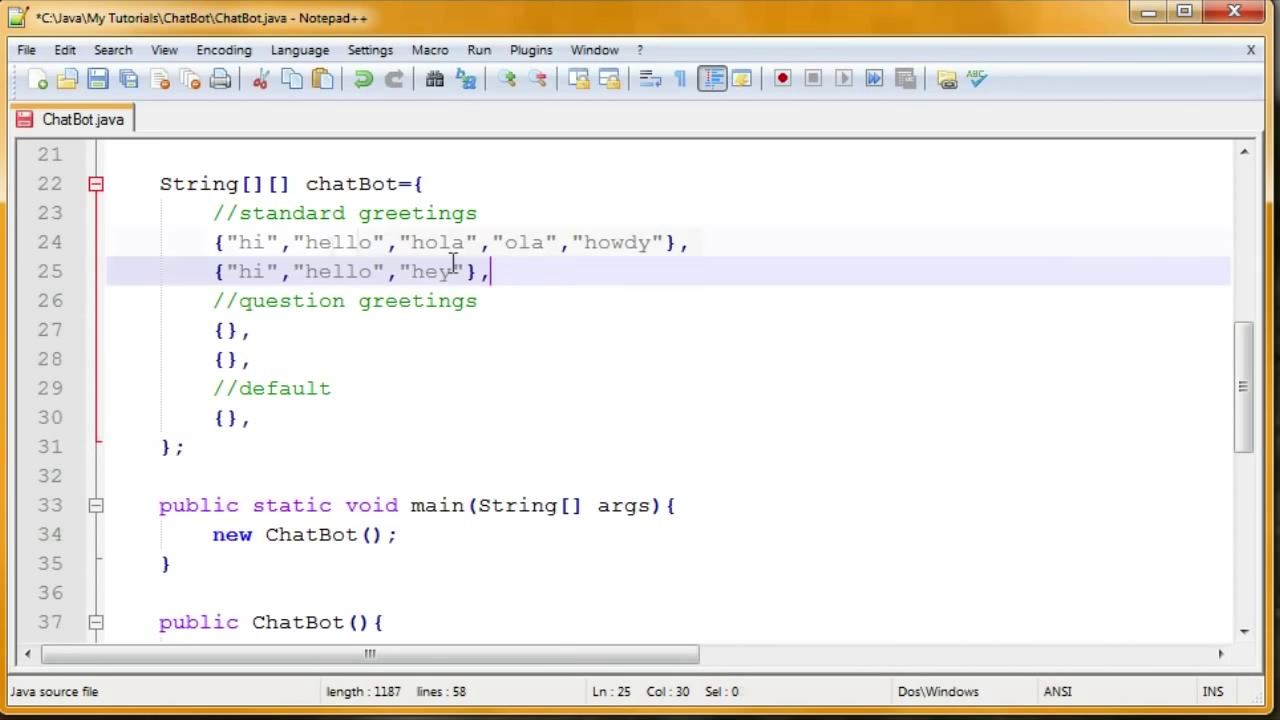 *C:\Java\My Tutorials\ChatBot\ChatBot.java - Notepad++
File Edit Search View Encoding Language Settings Macro Run Plugins Window ? X
ABC
ChatBot.java
21
22 String[][] chatBot={
23 //standard greetings
24 {"hi","hello","hola","ola","howdy"},
25 {"hi","hello","hey"},
26 //question greetings
27 {},
28 {},
29 //default
30 {},
31 };
32
33 public static void main(String[] args){
34 new ChatBot();
35 }
36
37 public ChatBot(){
Java source file length : 1187 lines : 58 Ln : 25 Col : 30 Sel : 0 Dos\Windows ANSI INS